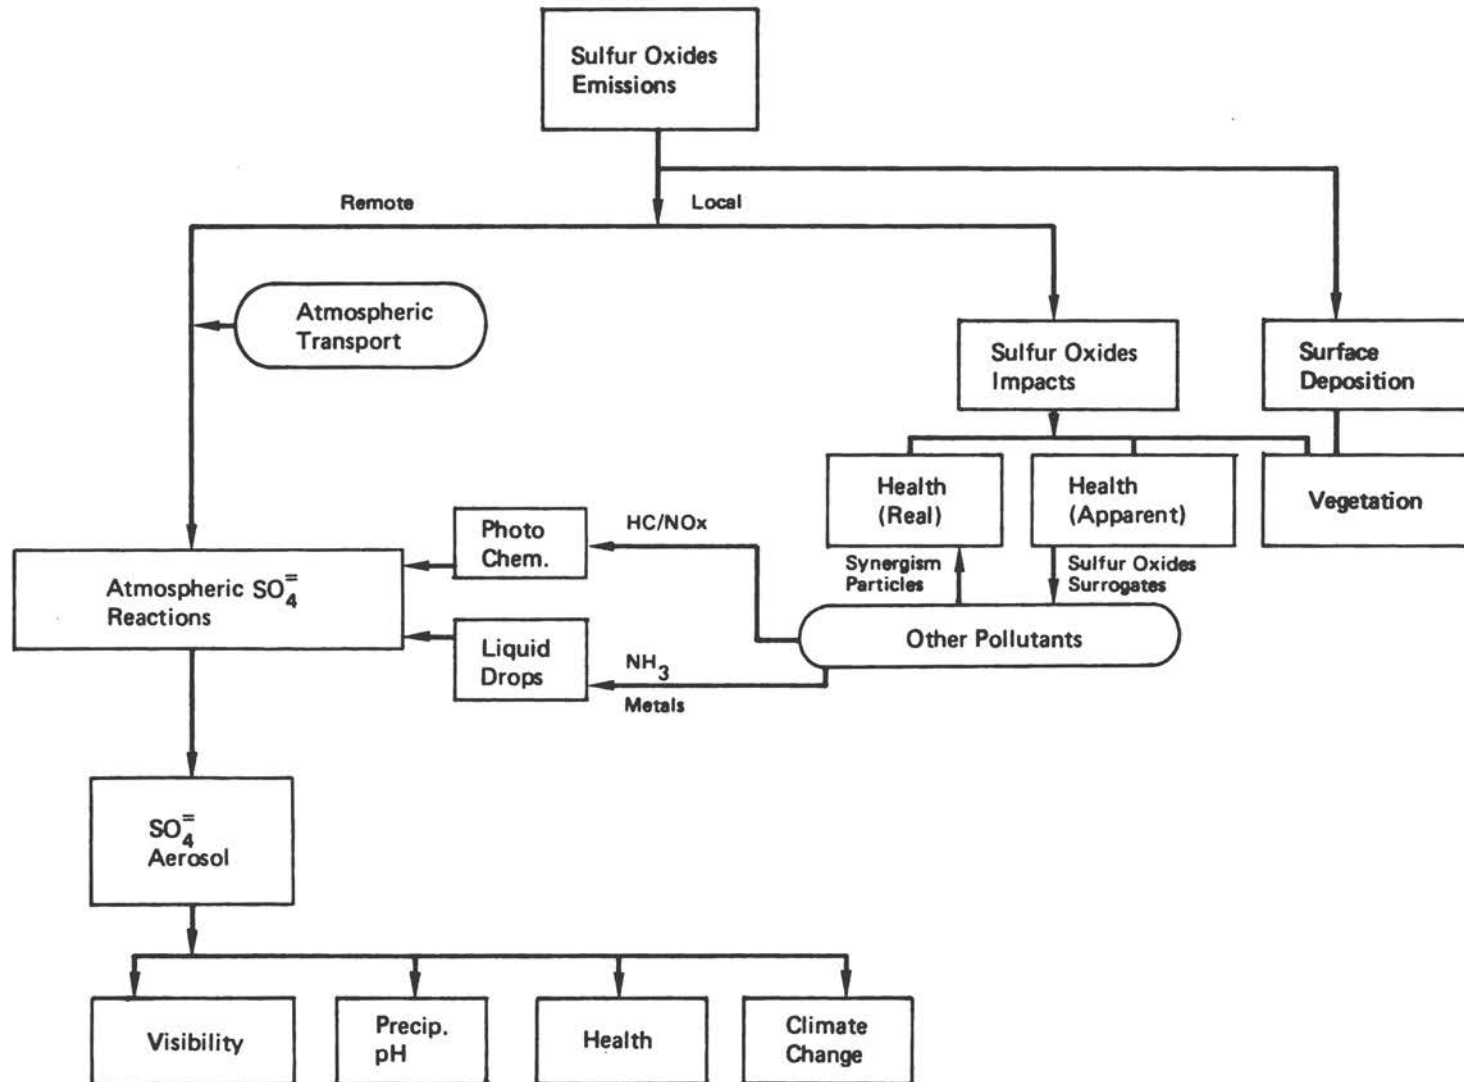 Sulfur Oxides
Emissions
Remote
Local
Atmospheric
Transport
Sulfur Oxides
Impacts
Surface
Deposition
Health
(Real)
Health
(Apparent)
Vegetation
Photo
Chem.
HC/NOx
Synergism
Particles
Sulfur Oxides
Surrogates
Atmospheric SO₄⁼
Reactions
Other Pollutants
Liquid
Drops
NH₃
Metals
SO₄⁼
Aerosol
Visibility
Precip.
pH
Health
Climate
Change